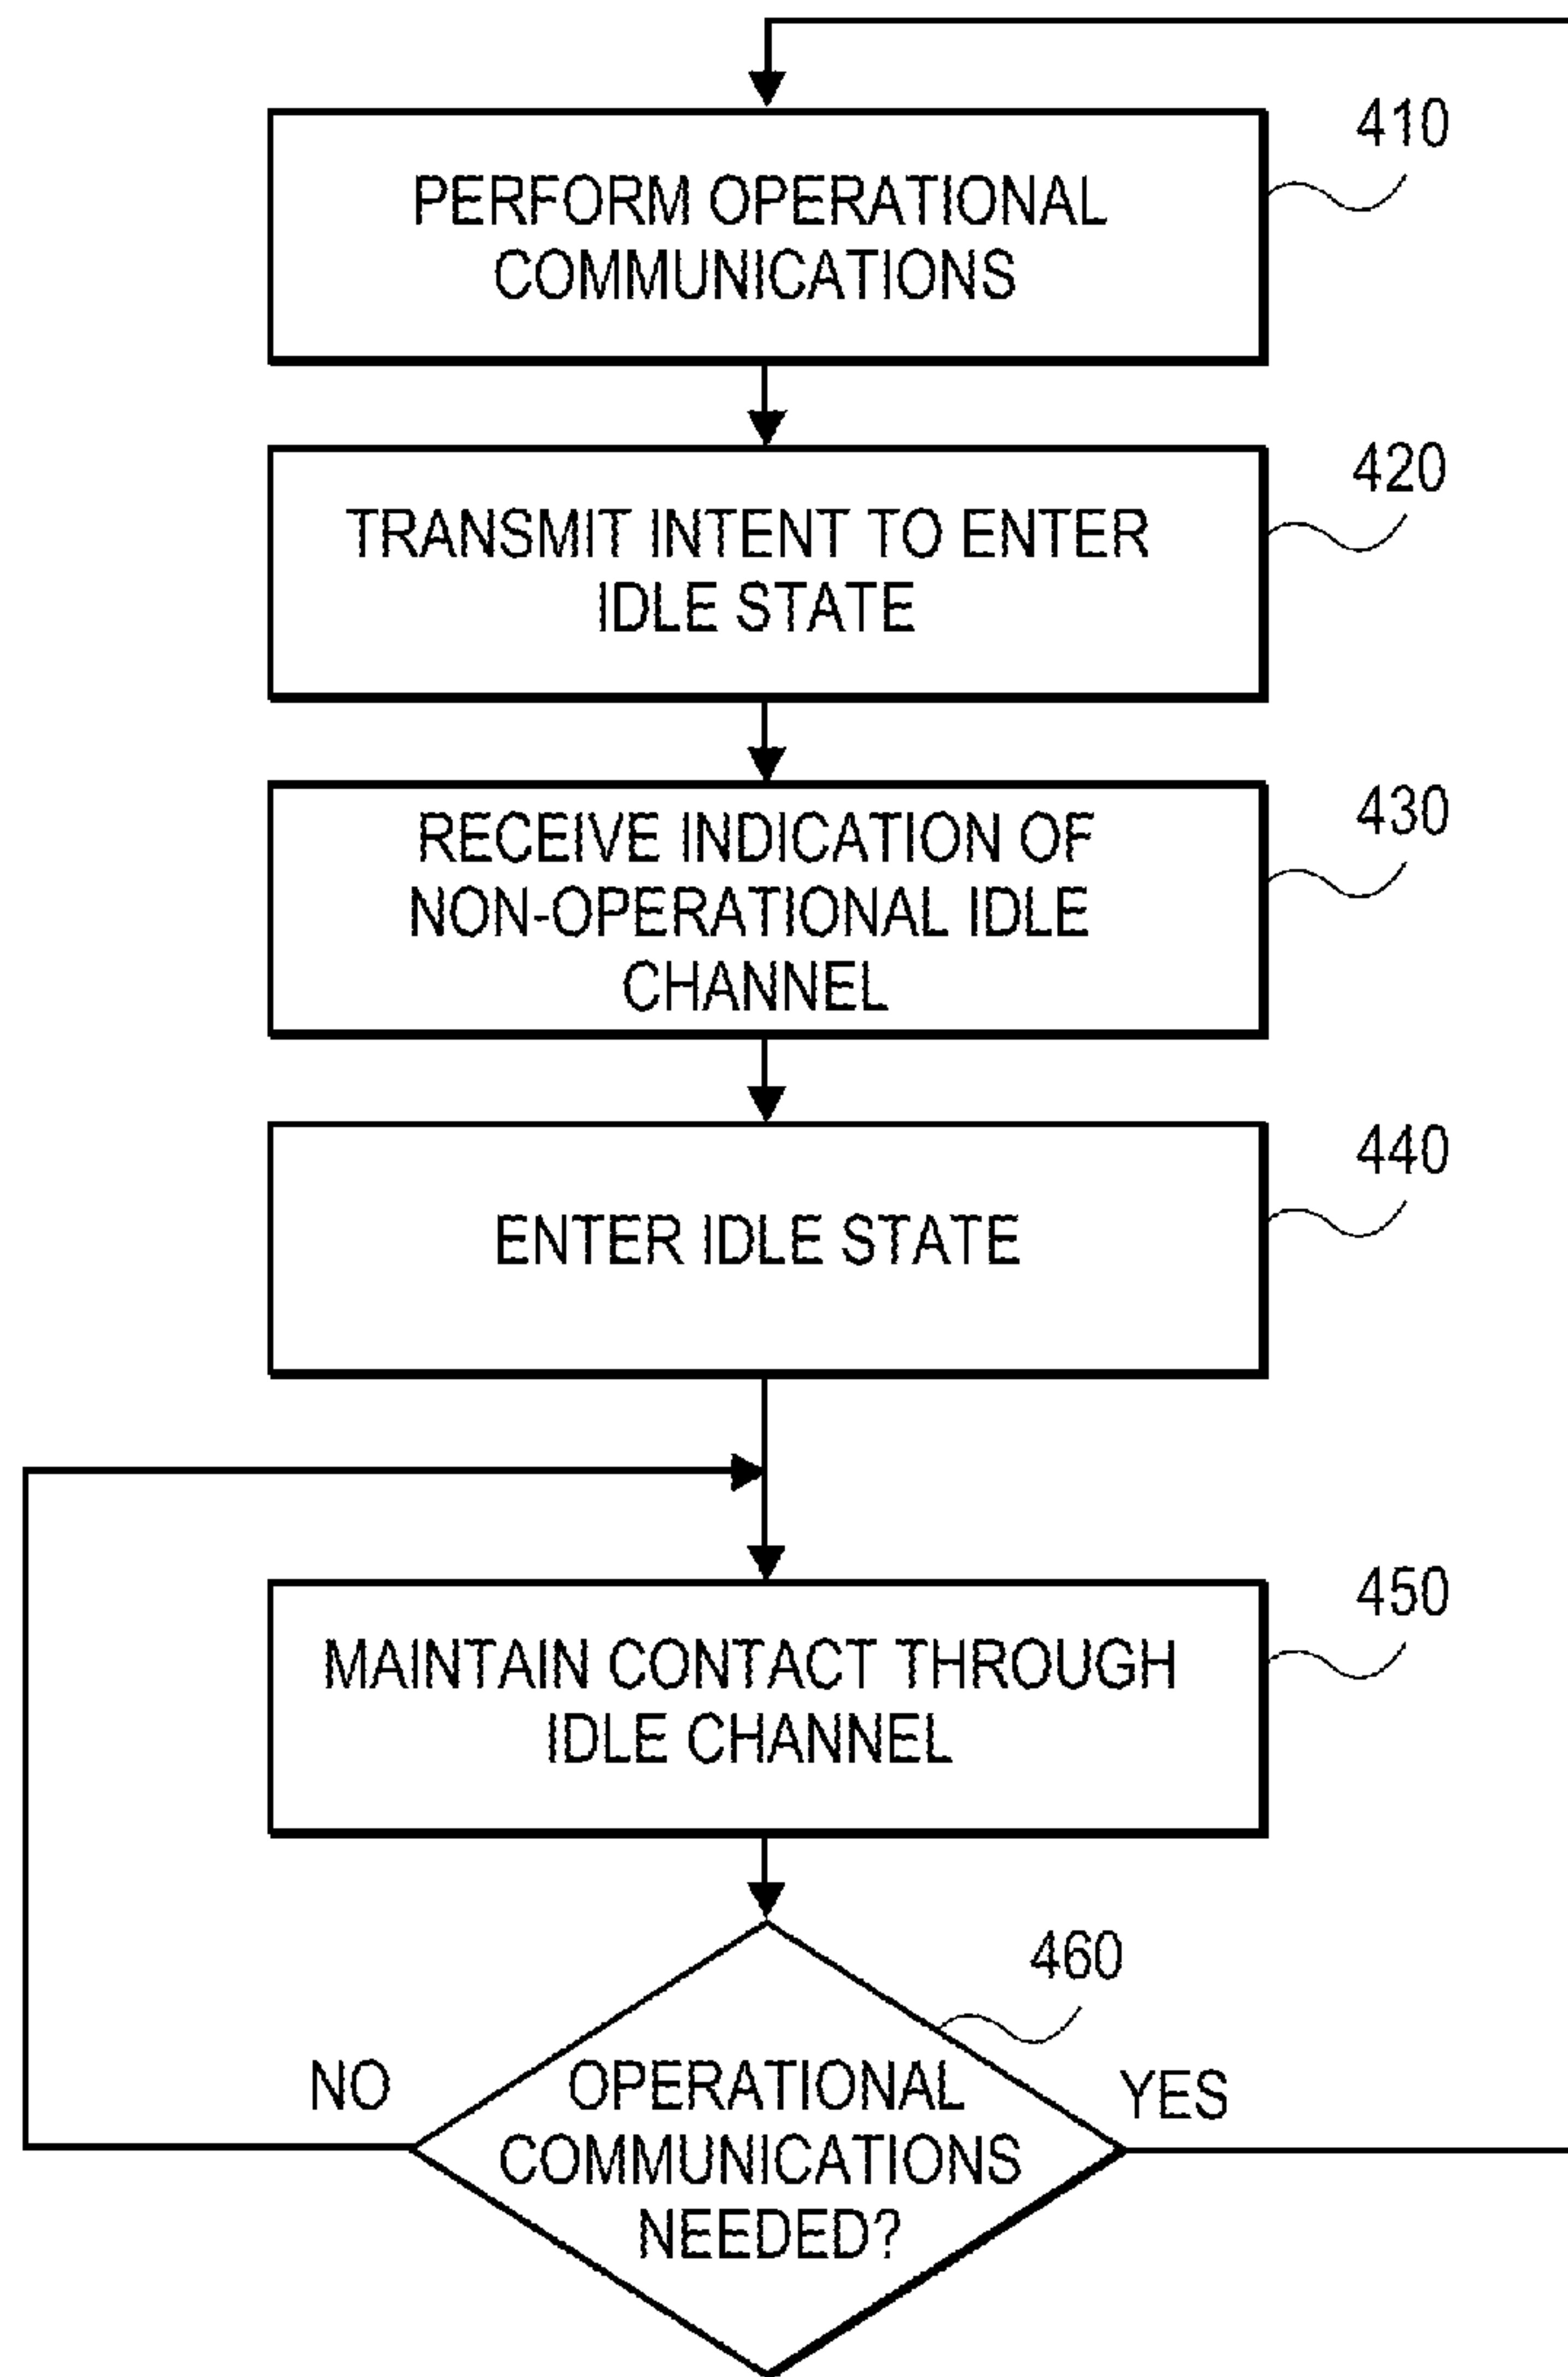 410
PERFORM OPERATIONAL
COMMUNICATIONS
420
TRANSMIT INTENT TO ENTER
IDLE STATE
430
RECEIVE INDICATION OF
NON-OPERATIONAL IDLE
CHANNEL
440
ENTER IDLE STATE
450
MAINTAIN CONTACT THROUGH
IDLE CHANNEL
460
NO
OPERATIONAL
COMMUNICATIONS
NEEDED?
YES